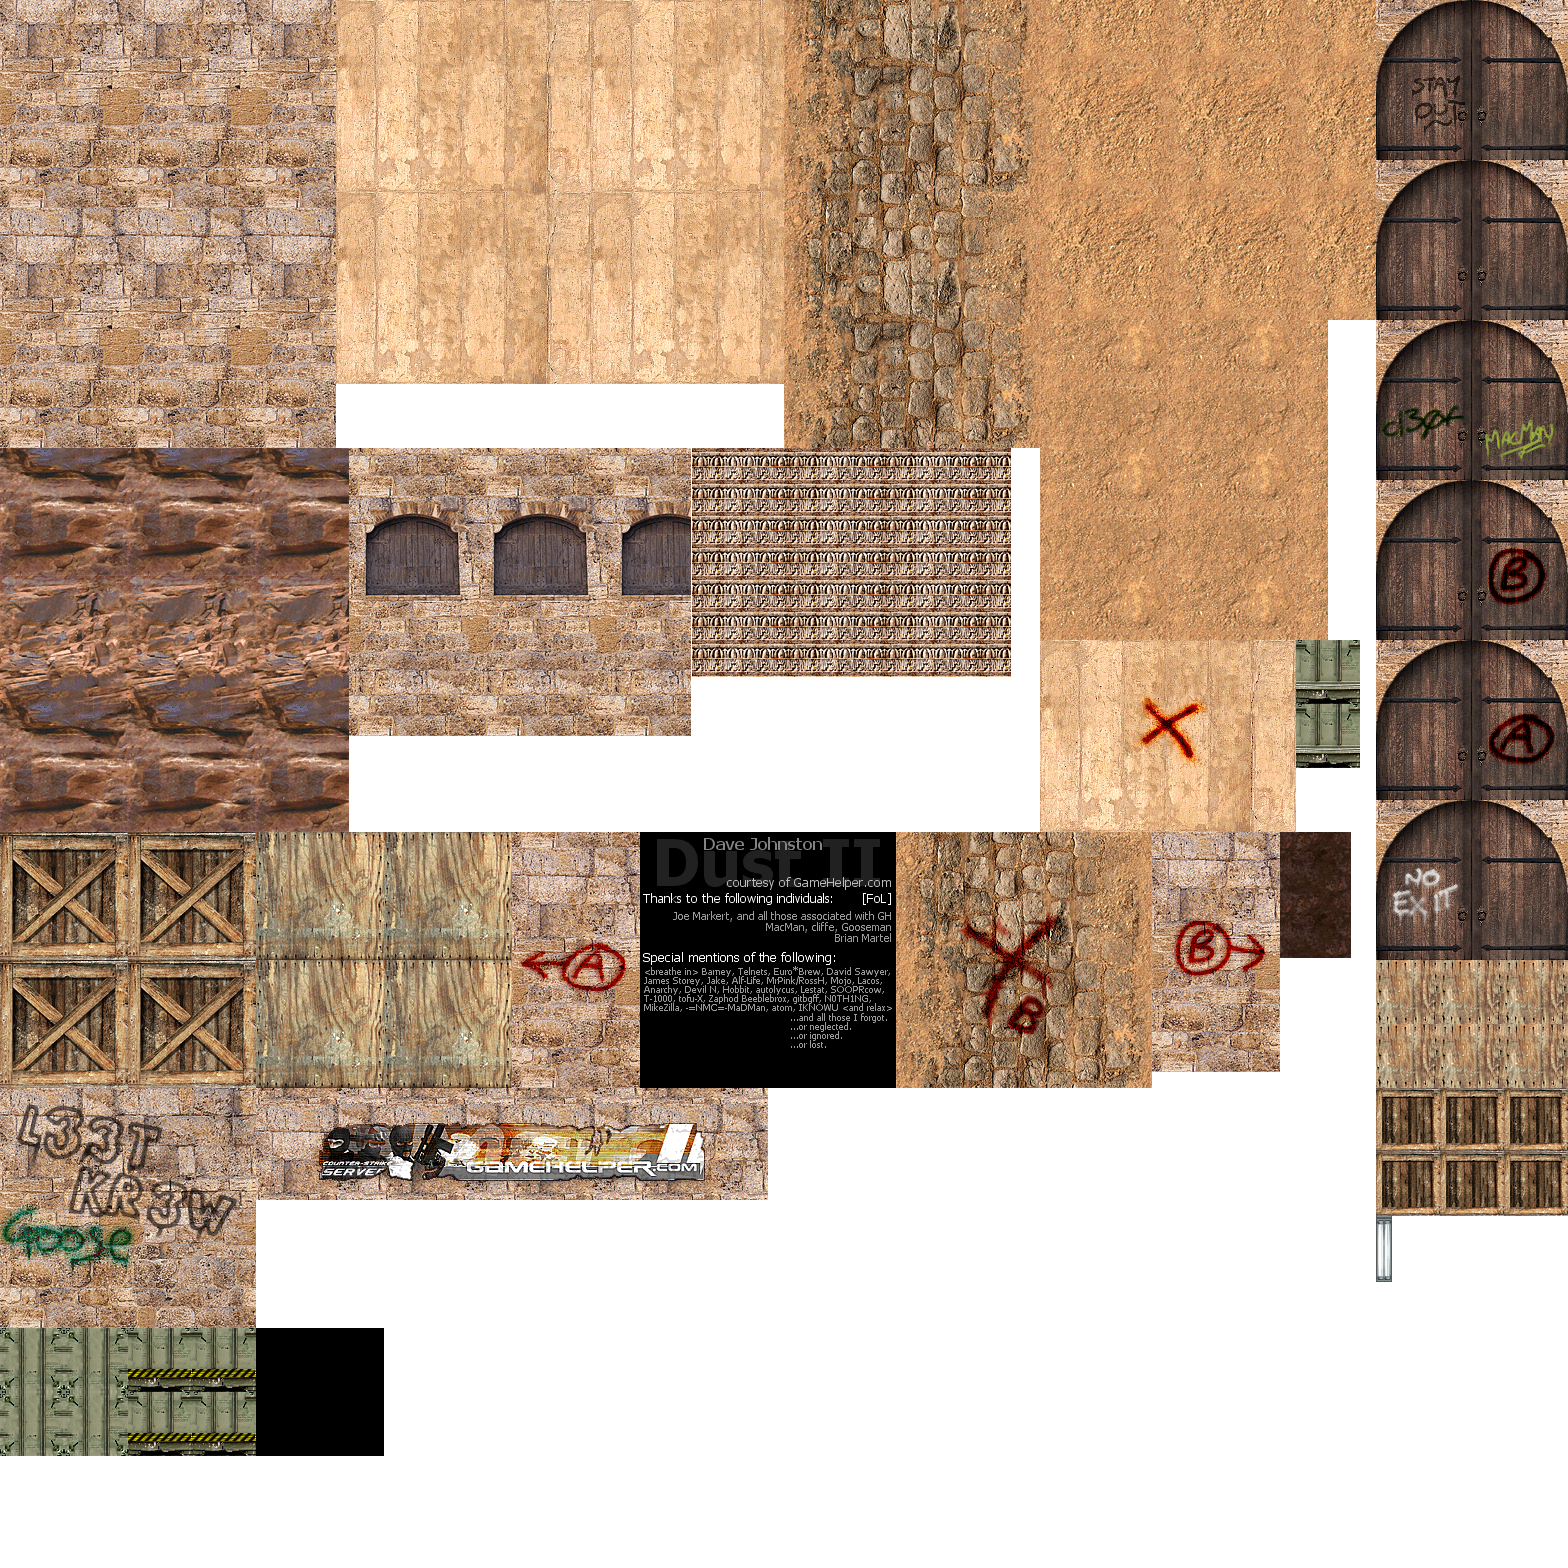 STAY
OUT
d3pf
MacMan
B
A
NO
EXIT
X
A
Dust II
Dave Johnston
courtesy of GameHelper.com
Thanks to the following individuals: [FoL]
Joe Markert, and all those associated with GH
MacMan, cliffe, Gooseman
Brian Martel
Special mentions of the following:
<breathe in> Barney, Telnets, Euro*Brew, David Sawyer,
James Storey, Jake, Alf-Life, MrPink/RossH, Mojo, Lacos,
Anarchy, Devil N, Hobbit, autolycus, Lestat, SOOPRcow,
T-1000, tofu-X, Zaphod Beeblebrox, gitbgff, N0TH1NG,
MikeZilla, -=NMC=-MaDMan, atom, IKNOWU <and relax>
...and all those I forgot.
...or neglected.
...or ignored.
...or lost.
X
B
B
L33T
KR3W
Goose
COUNTER-STRIKE
SERVER
GAMEHELPER.COM